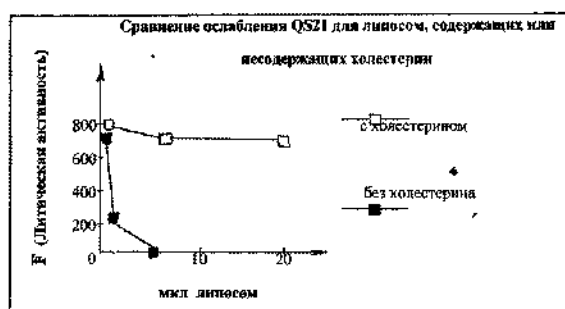 Сравнение ослабления QS21 для липосом, содержащих или
несодержащих холестерин
F (Литическая активность)
800
600
400
200
0
10
20
мкл липосом
с холестерином
без холестерина